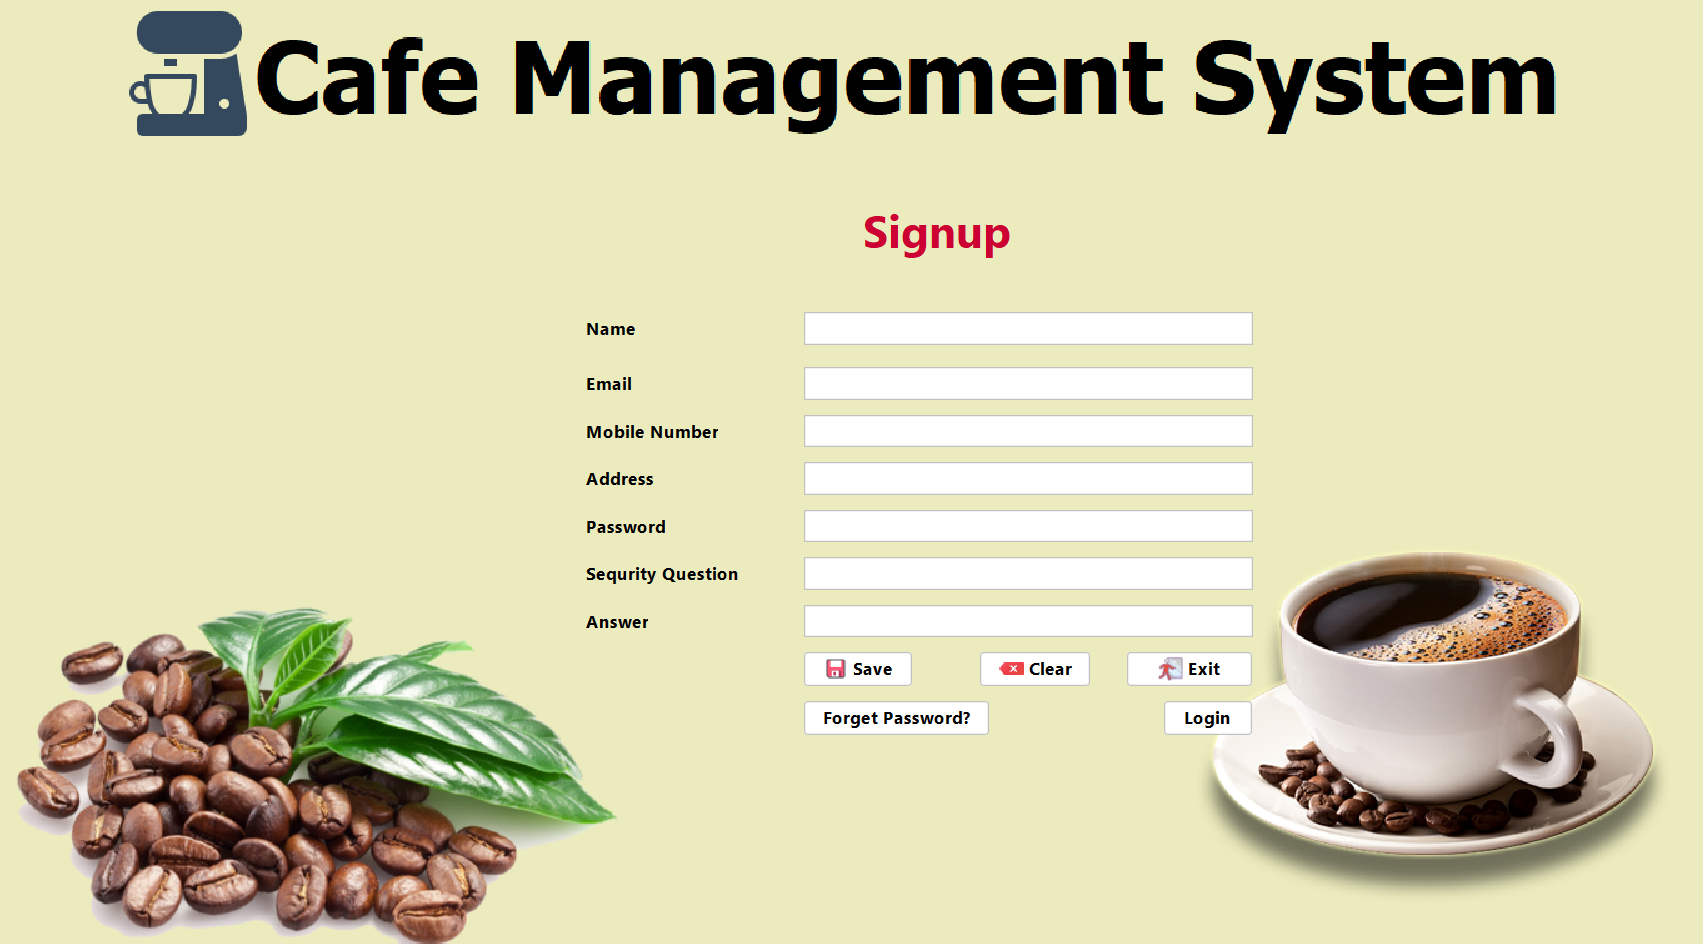 Cafe Management System
Signup
Name
Email
Mobile Number
Address
Password
Sequrity Question
Answer
Save Clear Exit
Forget Password? Login